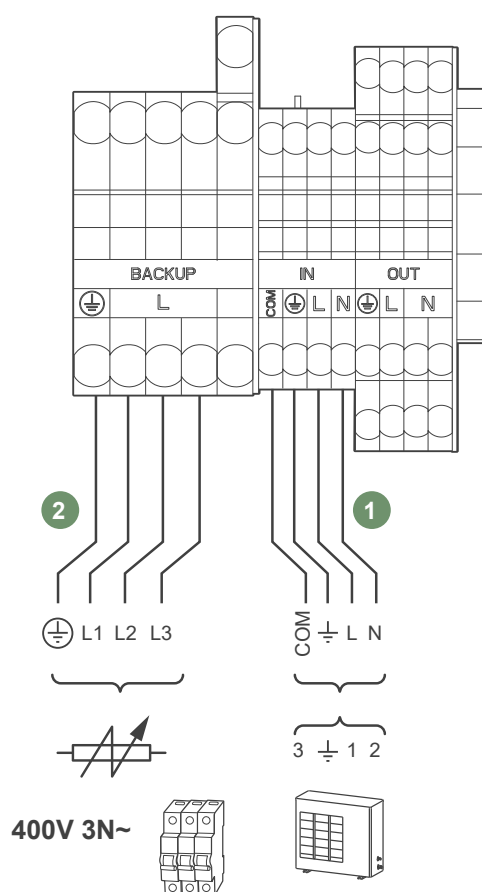 BACKUP IN OUT
⏚ L COM ⏚ L N ⏚ L N
2 1
⏚ L1 L2 L3 COM ⏚ L N
3 ⏚ 1 2
400V 3N~